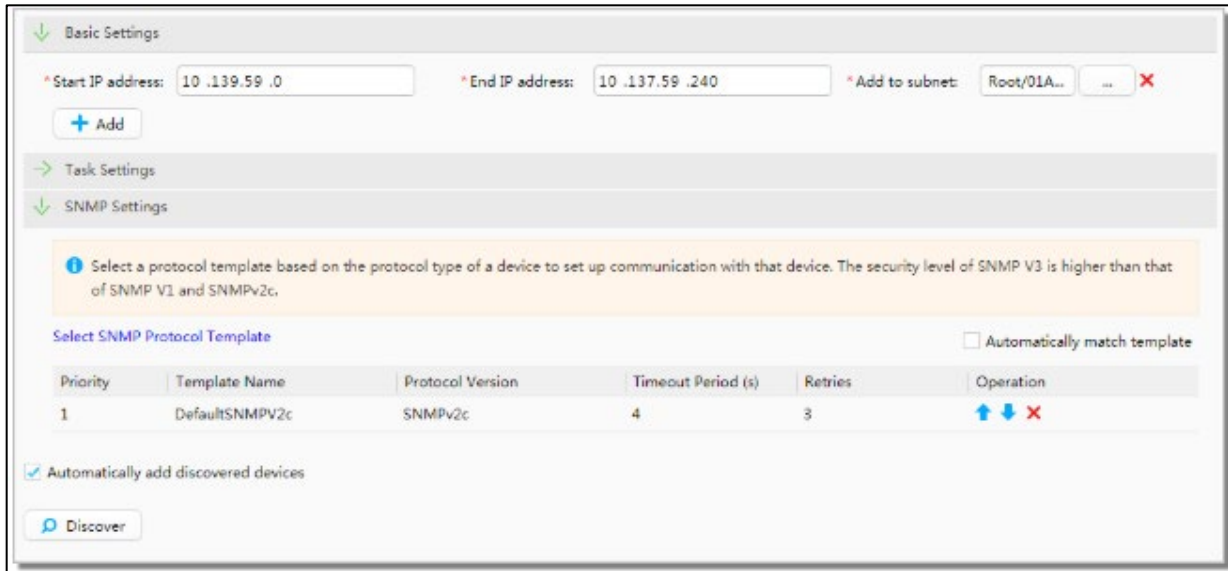 Basic Settings
*Start IP address: 10 .139.59 .0 *End IP address: 10 .137.59 .240 *Add to subnet: Root/01A... ...
Add
Task Settings
SNMP Settings
Select a protocol template based on the protocol type of a device to set up communication with that device. The security level of SNMP V3 is higher than that
of SNMP V1 and SNMPv2c.
Select SNMP Protocol Template Automatically match template
Priority Template Name Protocol Version Timeout Period (s) Retries Operation
1 DefaultSNMPV2c SNMPv2c 4 3
Automatically add discovered devices
Discover